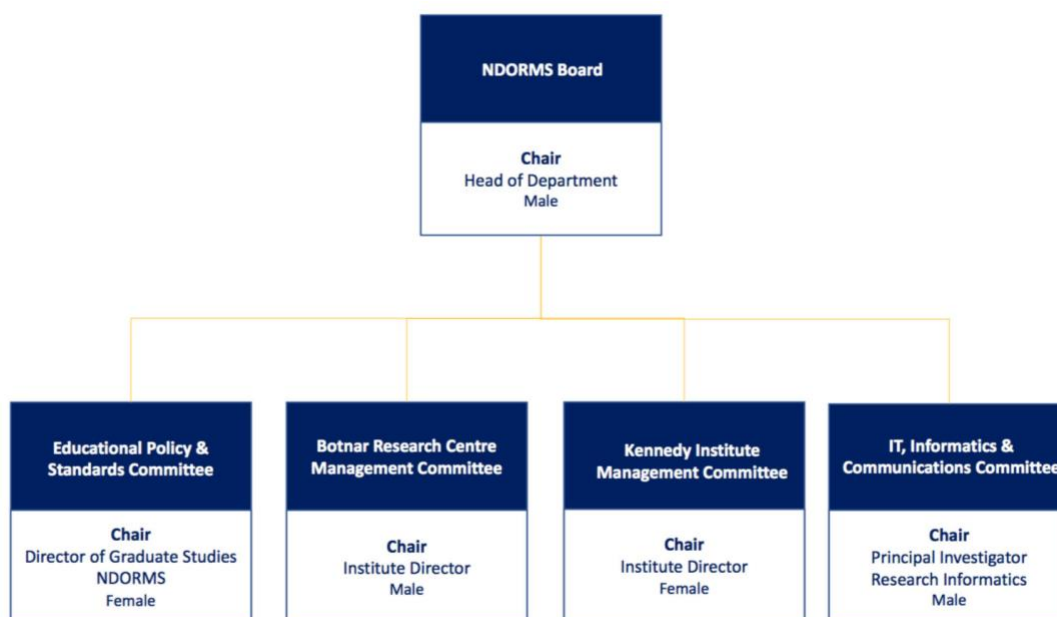 NDORMS Board
Chair
Head of Department
Male
Educational Policy &
Standards Committee
Chair
Director of Graduate Studies
NDORMS
Female
Botnar Research Centre
Management Committee
Chair
Institute Director
Male
Kennedy Institute
Management Committee
Chair
Institute Director
Female
IT, Informatics &
Communications Committee
Chair
Principal Investigator
Research Informatics
Male